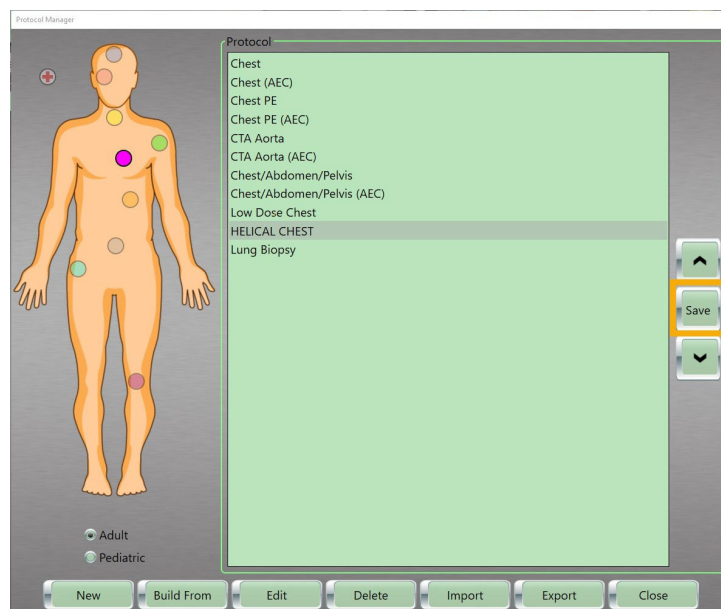 Protocol Manager
Protocol
Chest
Chest (AEC)
Chest PE
Chest PE (AEC)
CTA Aorta
CTA Aorta (AEC)
Chest/Abdomen/Pelvis
Chest/Abdomen/Pelvis (AEC)
Low Dose Chest
HELICAL CHEST
Lung Biopsy
Save
Adult
Pediatric
New
Build From
Edit
Delete
Import
Export
Close